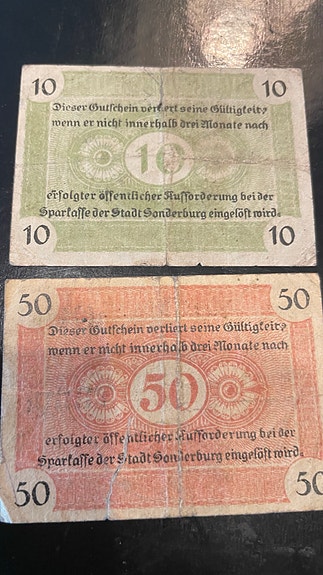 10 10
Dieser Gutschein verliert seine Gültigkeit,
wenn er nicht innerhalb drei Monate nach
10
erfolgter öffentlicher Aufforderung bei der
Sparkasse der Stadt Sonderburg eingelöst wird.
10 10
50 50
Dieser Gutschein verliert seine Gültigkeit,
wenn er nicht innerhalb drei Monate nach
50
erfolgter öffentlicher Aufforderung bei der
Sparkasse der Stadt Sonderburg eingelöst wird.
50 50